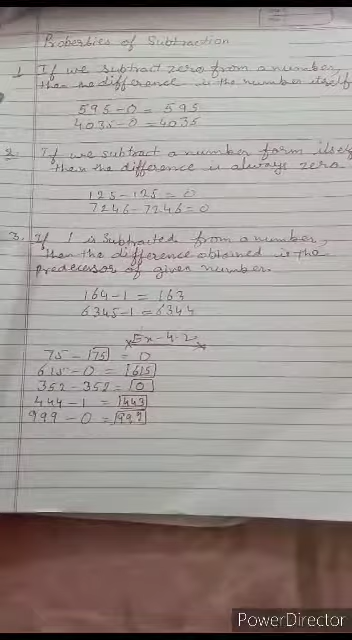 Properties of Subtraction
1. If we subtract zero from a number,
then the difference is the number itself
595-0 = 595
4035-0 = 4035
2. If we subtract a number form itself
then the difference is always zero
125-125 = 0
7246-7246=0
3. If 1 is subtracted from a number,
then the difference obtained is the
predecessor of given number.
164-1 = 163
6345-1 = 6344
Ex-4.2
75 - 75 = 0
615-0 = 615
352-352 = 0
444-1 = 443
999-0 = 999
PowerDirector